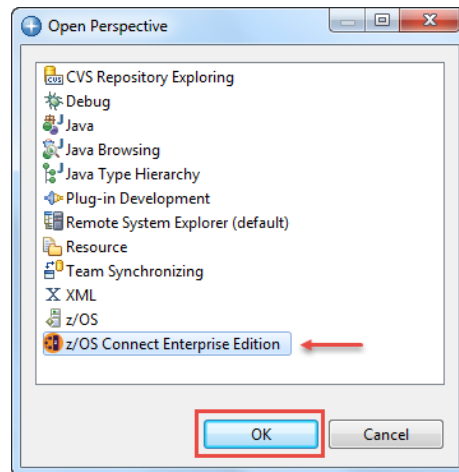 Open Perspective
CVS Repository Exploring
Debug
Java
Java Browsing
Java Type Hierarchy
Plug-in Development
Remote System Explorer (default)
Resource
Team Synchronizing
XML
z/OS
z/OS Connect Enterprise Edition
OK Cancel